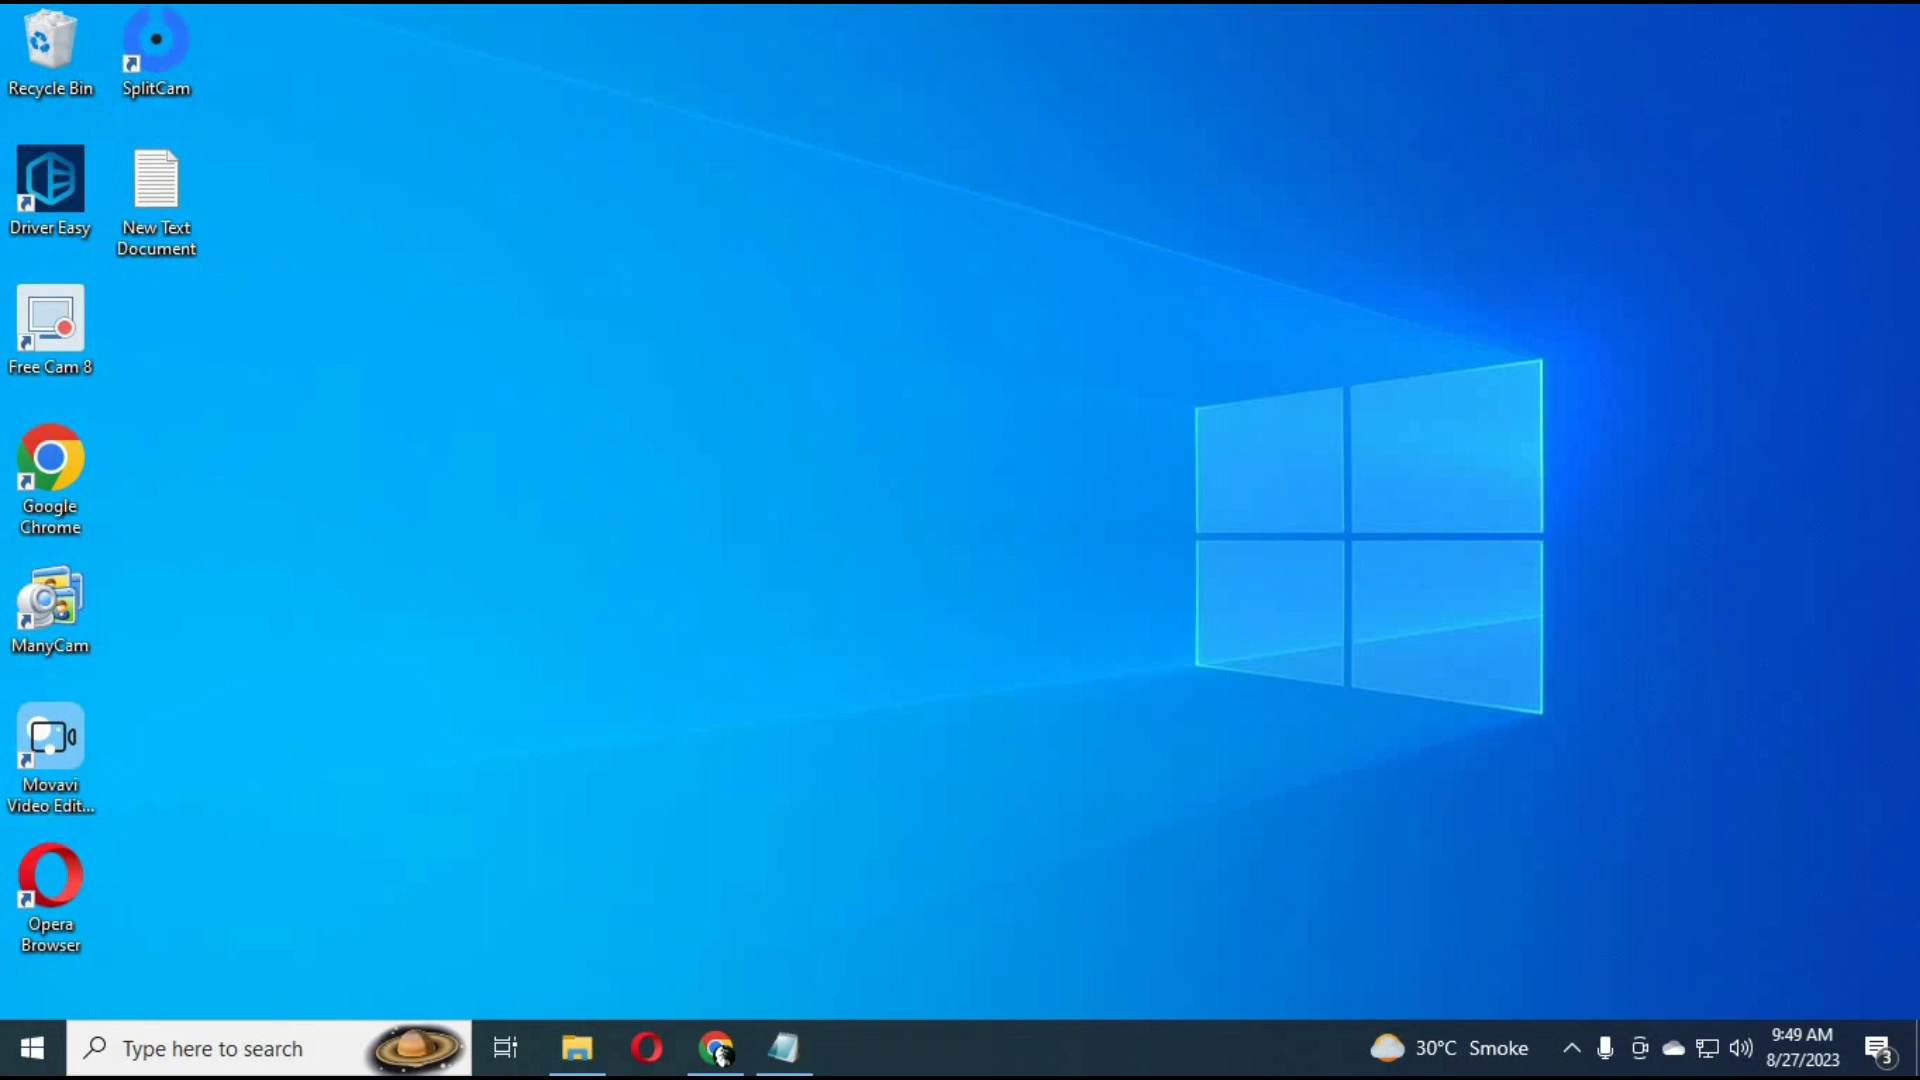 Recycle Bin
SplitCam
Driver Easy
New Text
Document
Free Cam 8
Google
Chrome
ManyCam
Movavi
Video Edit...
Opera
Browser
Type here to search
30°C Smoke
9:49 AM
8/27/2023
3